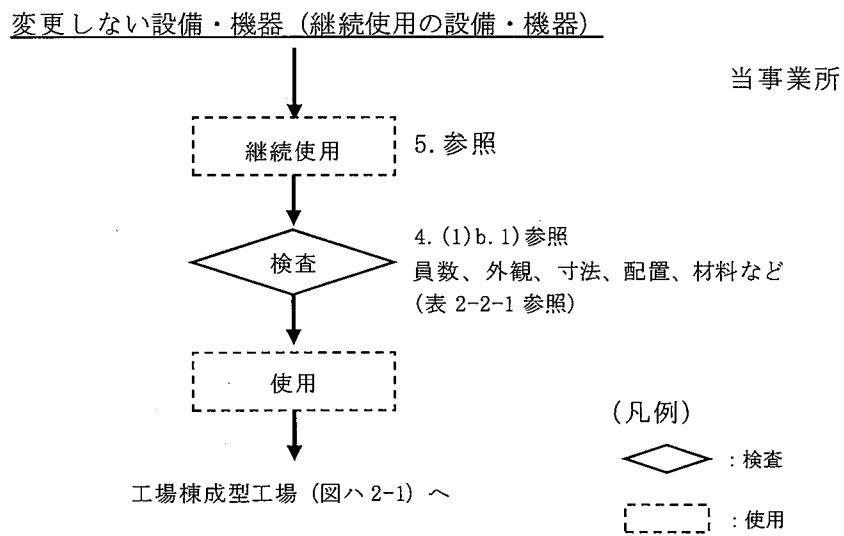 変更しない設備・機器（継続使用の設備・機器）
当事業所
継続使用
5.参照
検査
4.(1)b.1)参照
員数、外観、寸法、配置、材料など
(表 2-2-1 参照)
使用
工場棟成型工場（図ハ2-1）へ
(凡例)
：検査
：使用